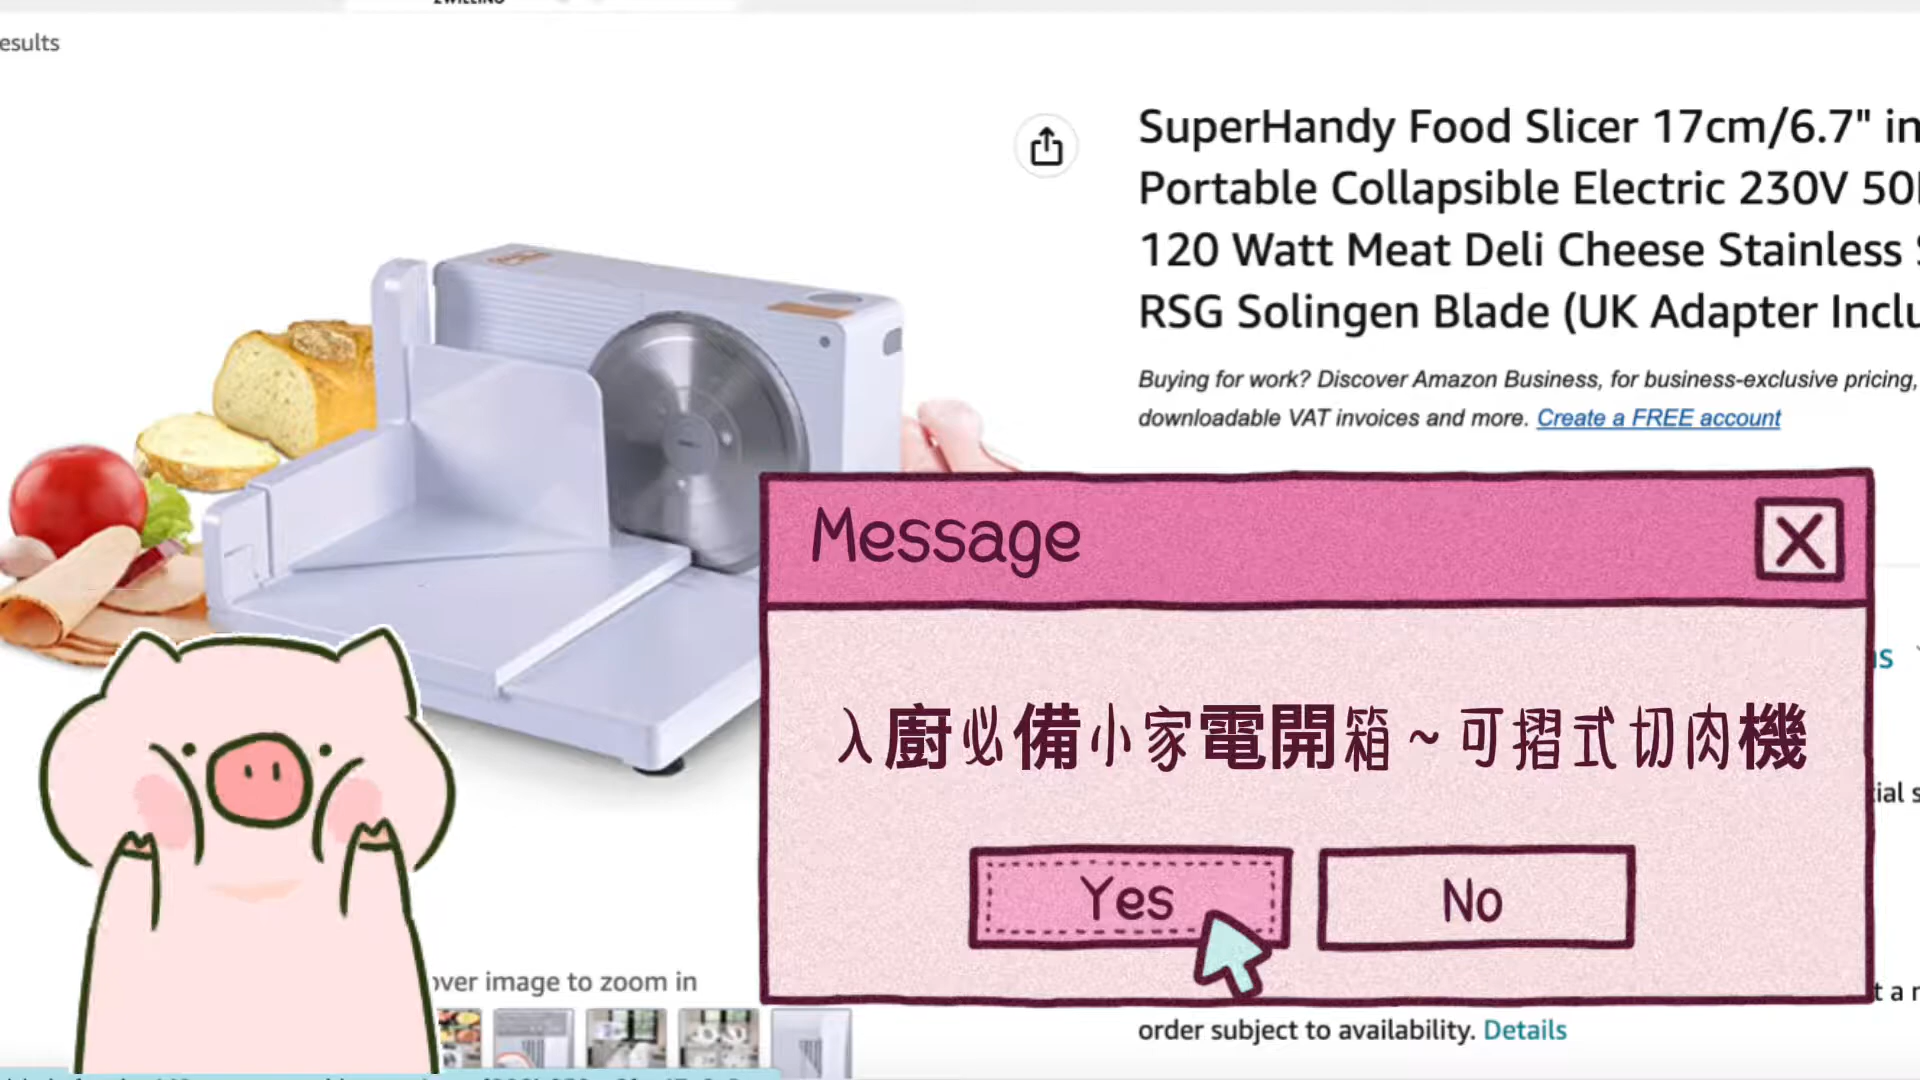 esults
SuperHandy Food Slicer 17cm/6.7" in
Portable Collapsible Electric 230V 50
120 Watt Meat Deli Cheese Stainless
RSG Solingen Blade (UK Adapter Inclu
Buying for work? Discover Amazon Business, for business-exclusive pricing,
downloadable VAT invoices and more. Create a FREE account
Message
入廚必備小家電開箱~可摺式切肉機
Yes No
over image to zoom in
order subject to availability. Details